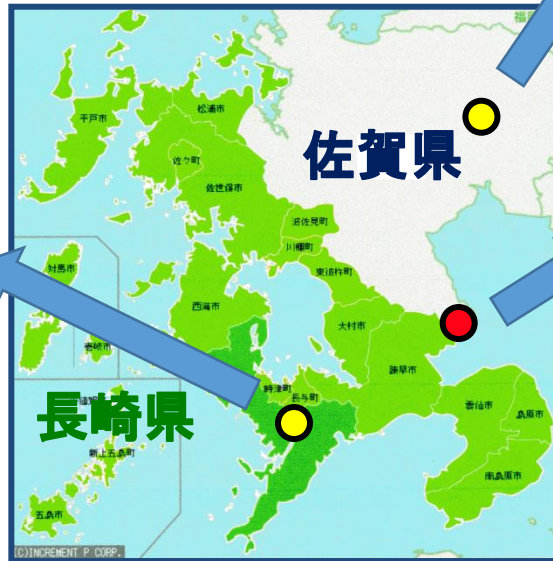 福岡
平戸市
松浦市
佐賀県
佐々町
佐世保市
波佐見町
川棚町
東彼杵町
対馬市
西海市
大村市
壱岐市
諫早市
時津町
長与町
長崎県
雲仙市
島原市
新上五島町
南島原市
五島市
(C)INCREMENT P CORP.